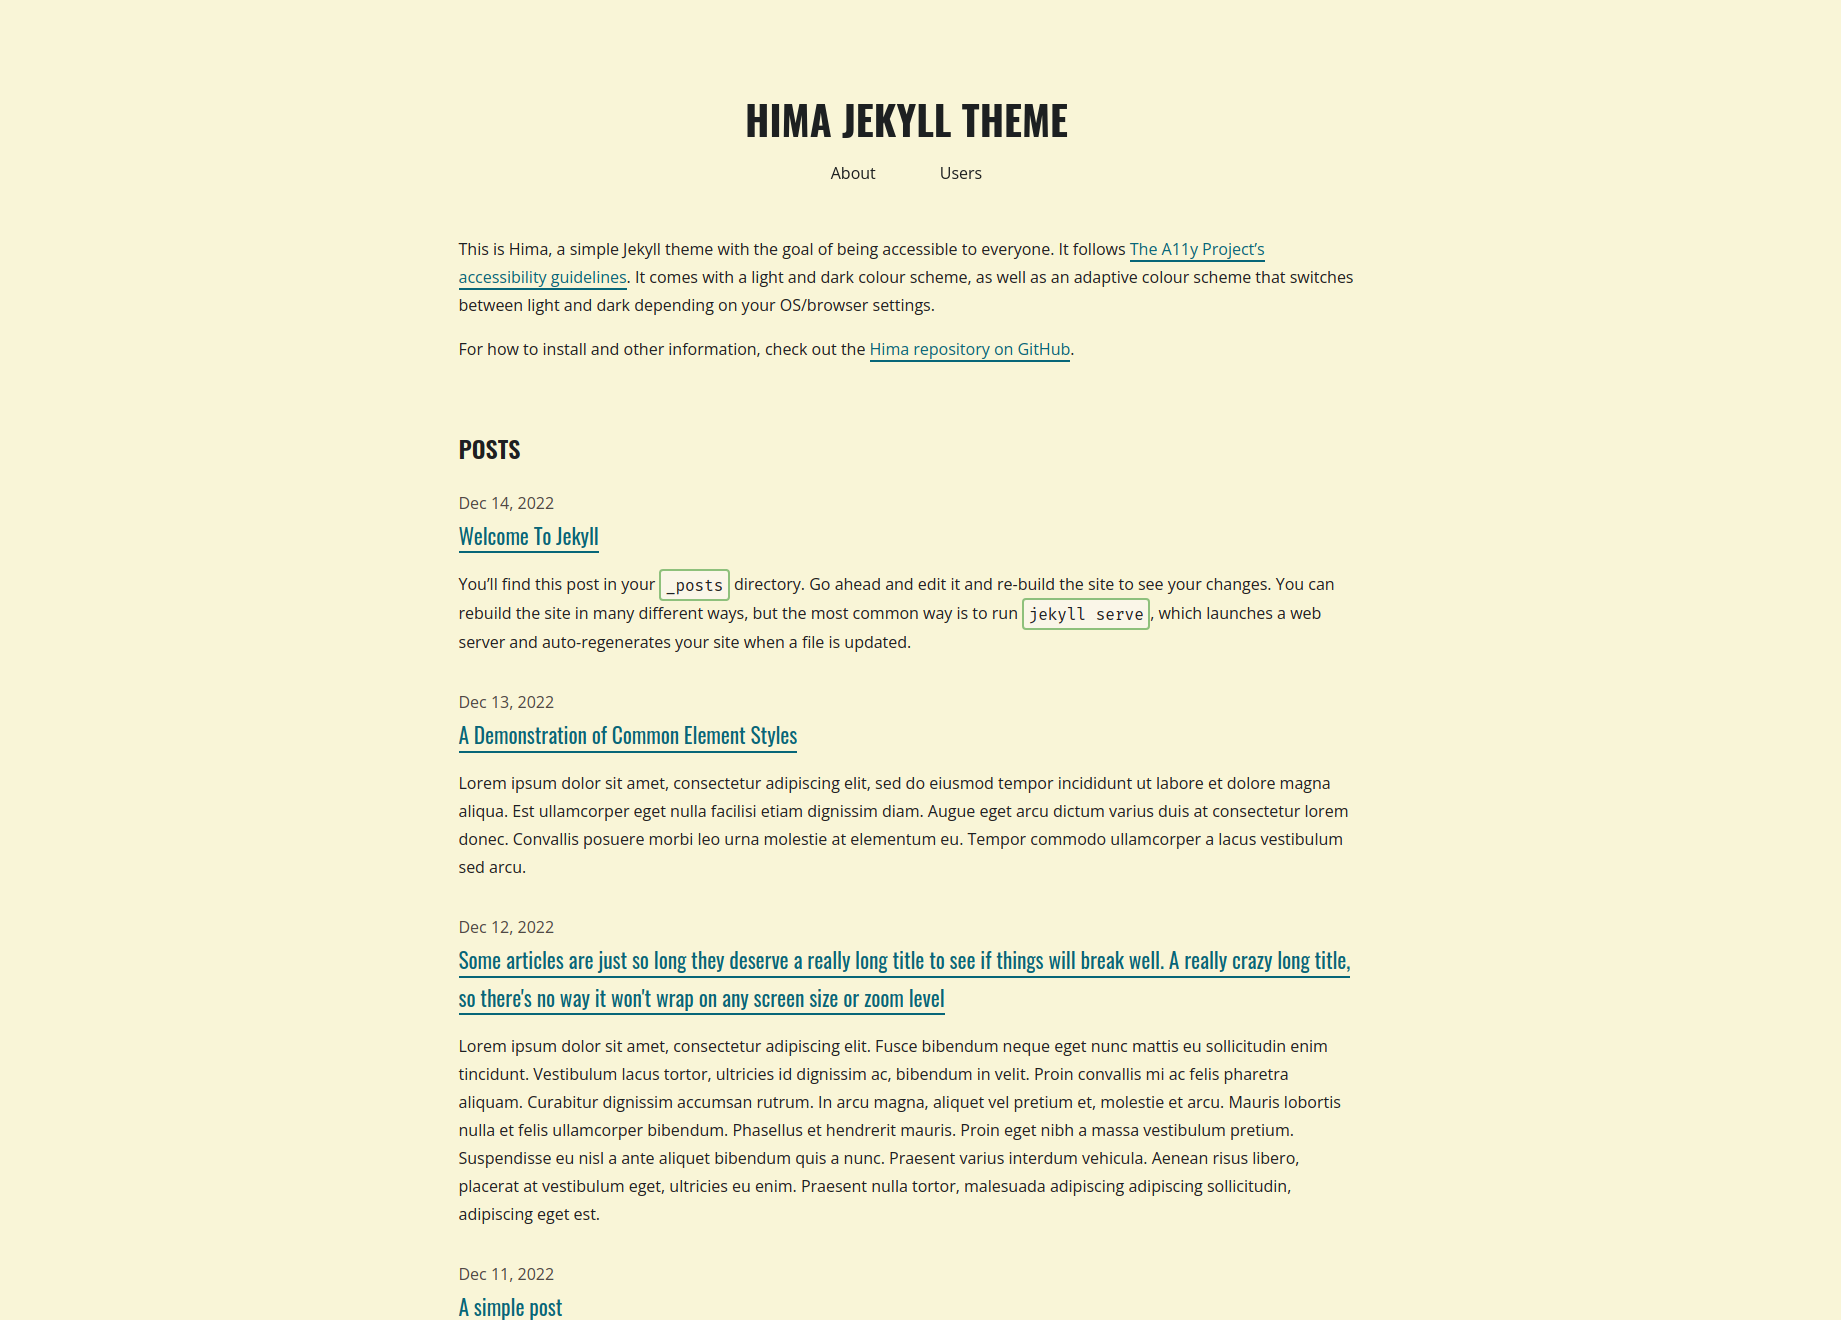 HIMA JEKYLL THEME
About Users
This is Hima, a simple Jekyll theme with the goal of being accessible to everyone. It follows The A11y Project's
accessibility guidelines. It comes with a light and dark colour scheme, as well as an adaptive colour scheme that switches
between light and dark depending on your OS/browser settings.
For how to install and other information, check out the Hima repository on GitHub.
POSTS
Dec 14, 2022
Welcome To Jekyll
You’ll find this post in your _posts directory. Go ahead and edit it and re-build the site to see your changes. You can
rebuild the site in many different ways, but the most common way is to run jekyll serve, which launches a web
server and auto-regenerates your site when a file is updated.
Dec 13, 2022
A Demonstration of Common Element Styles
Lorem ipsum dolor sit amet, consectetur adipiscing elit, sed do eiusmod tempor incididunt ut labore et dolore magna
aliqua. Est ullamcorper eget nulla facilisi etiam dignissim diam. Augue eget arcu dictum varius duis at consectetur lorem
donec. Convallis posuere morbi leo urna molestie at elementum eu. Tempor commodo ullamcorper a lacus vestibulum
sed arcu.
Dec 12, 2022
Some articles are just so long they deserve a really long title to see if things will break well. A really crazy long title,
so there's no way it won't wrap on any screen size or zoom level
Lorem ipsum dolor sit amet, consectetur adipiscing elit. Fusce bibendum neque eget nunc mattis eu sollicitudin enim
tincidunt. Vestibulum lacus tortor, ultricies id dignissim ac, bibendum in velit. Proin convallis mi ac felis pharetra
aliquam. Curabitur dignissim accumsan rutrum. In arcu magna, aliquet vel pretium et, molestie et arcu. Mauris lobortis
nulla et felis ullamcorper bibendum. Phasellus et hendrerit mauris. Proin eget nibh a massa vestibulum pretium.
Suspendisse eu nisl a ante aliquet bibendum quis a nunc. Praesent varius interdum vehicula. Aenean risus libero,
placerat at vestibulum eget, ultricies eu enim. Praesent nulla tortor, malesuada adipiscing adipiscing sollicitudin,
adipiscing eget est.
Dec 11, 2022
A simple post